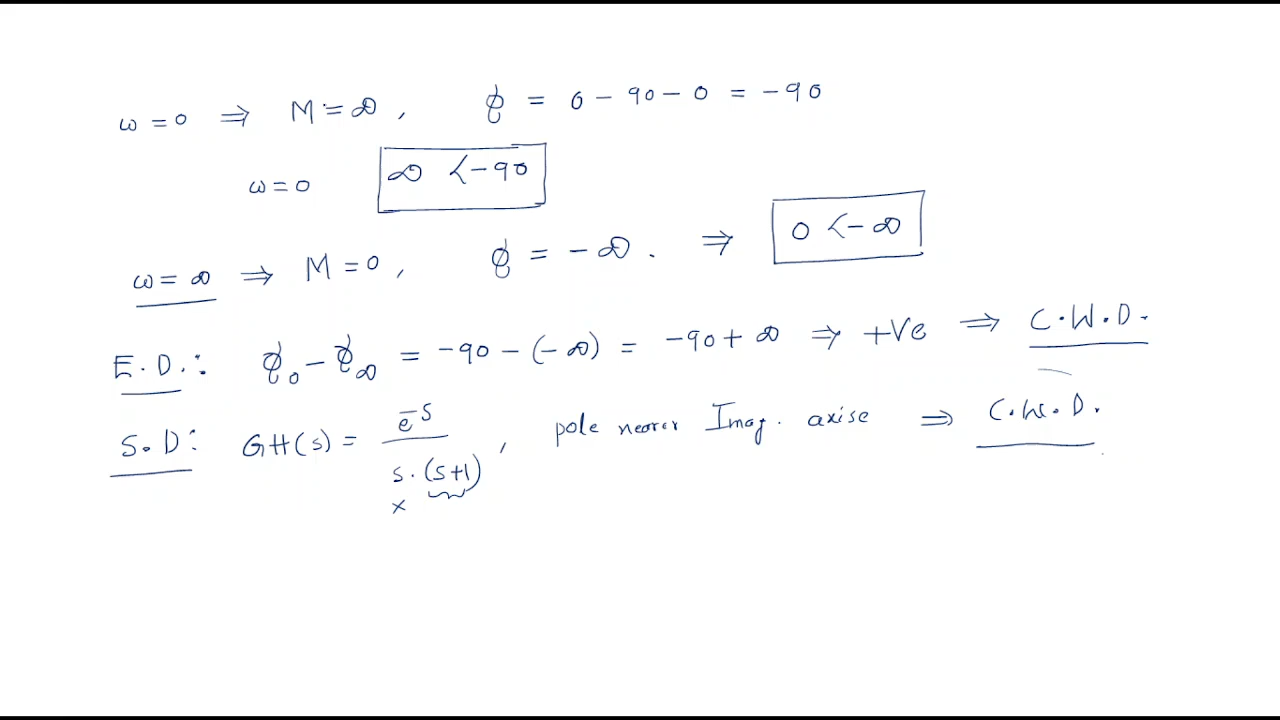 ω = 0 ⇒ M = ∞ , φ = 0 - 90 - 0 = -90
ω = 0 ∞ ∠-90
ω = ∞ ⇒ M = 0 , φ = -∞ . ⇒ 0 ∠-∞
E.D.: φ₀ - φ∞ = -90 - (-∞) = -90 + ∞ ⇒ +Ve ⇒ C.W.D.
S.D: GH(s) = e⁻ˢ / s.(s+1) , pole nearer Imag. axise ⇒ C.W.D.
x